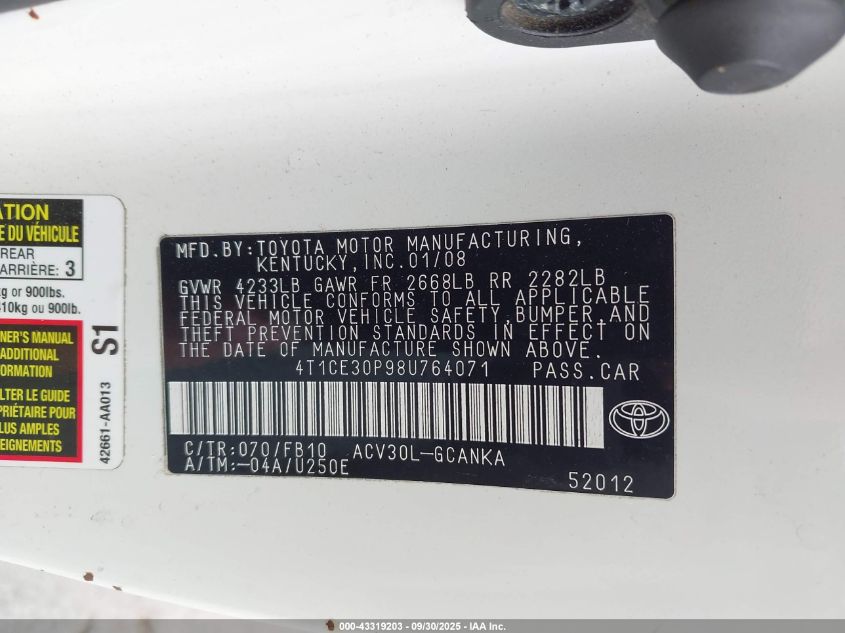 ATION
E DU VÉHICULE
REAR
ARRIÈRE: 3
kg or 900lbs.
410kg ou 900lb.
NER'S MANUAL
ADDITIONAL
ORMATION
LTER LE GUIDE
PRIÉTAIRE POUR
PLUS AMPLES
EIGNEMENTS
S1
42661-AA013
MFD.BY:TOYOTA MOTOR MANUFACTURING,
KENTUCKY,INC.01/08
GVWR 4233LB GAWR FR 2668LB RR 2282LB
THIS VEHICLE CONFORMS TO ALL APPLICABLE
FEDERAL MOTOR VEHICLE SAFETY,BUMPER,AND
THEFT PREVENTION STANDARDS IN EFFECT ON
THE DATE OF MANUFACTURE SHOWN ABOVE.
4T1CE30P98U764071 PASS.CAR
C/TR:070/FB10 ACV30L-GCANKA
A/TM:-04A/U250E
52012
000-43319203 - 09/30/2025 - IAA Inc.